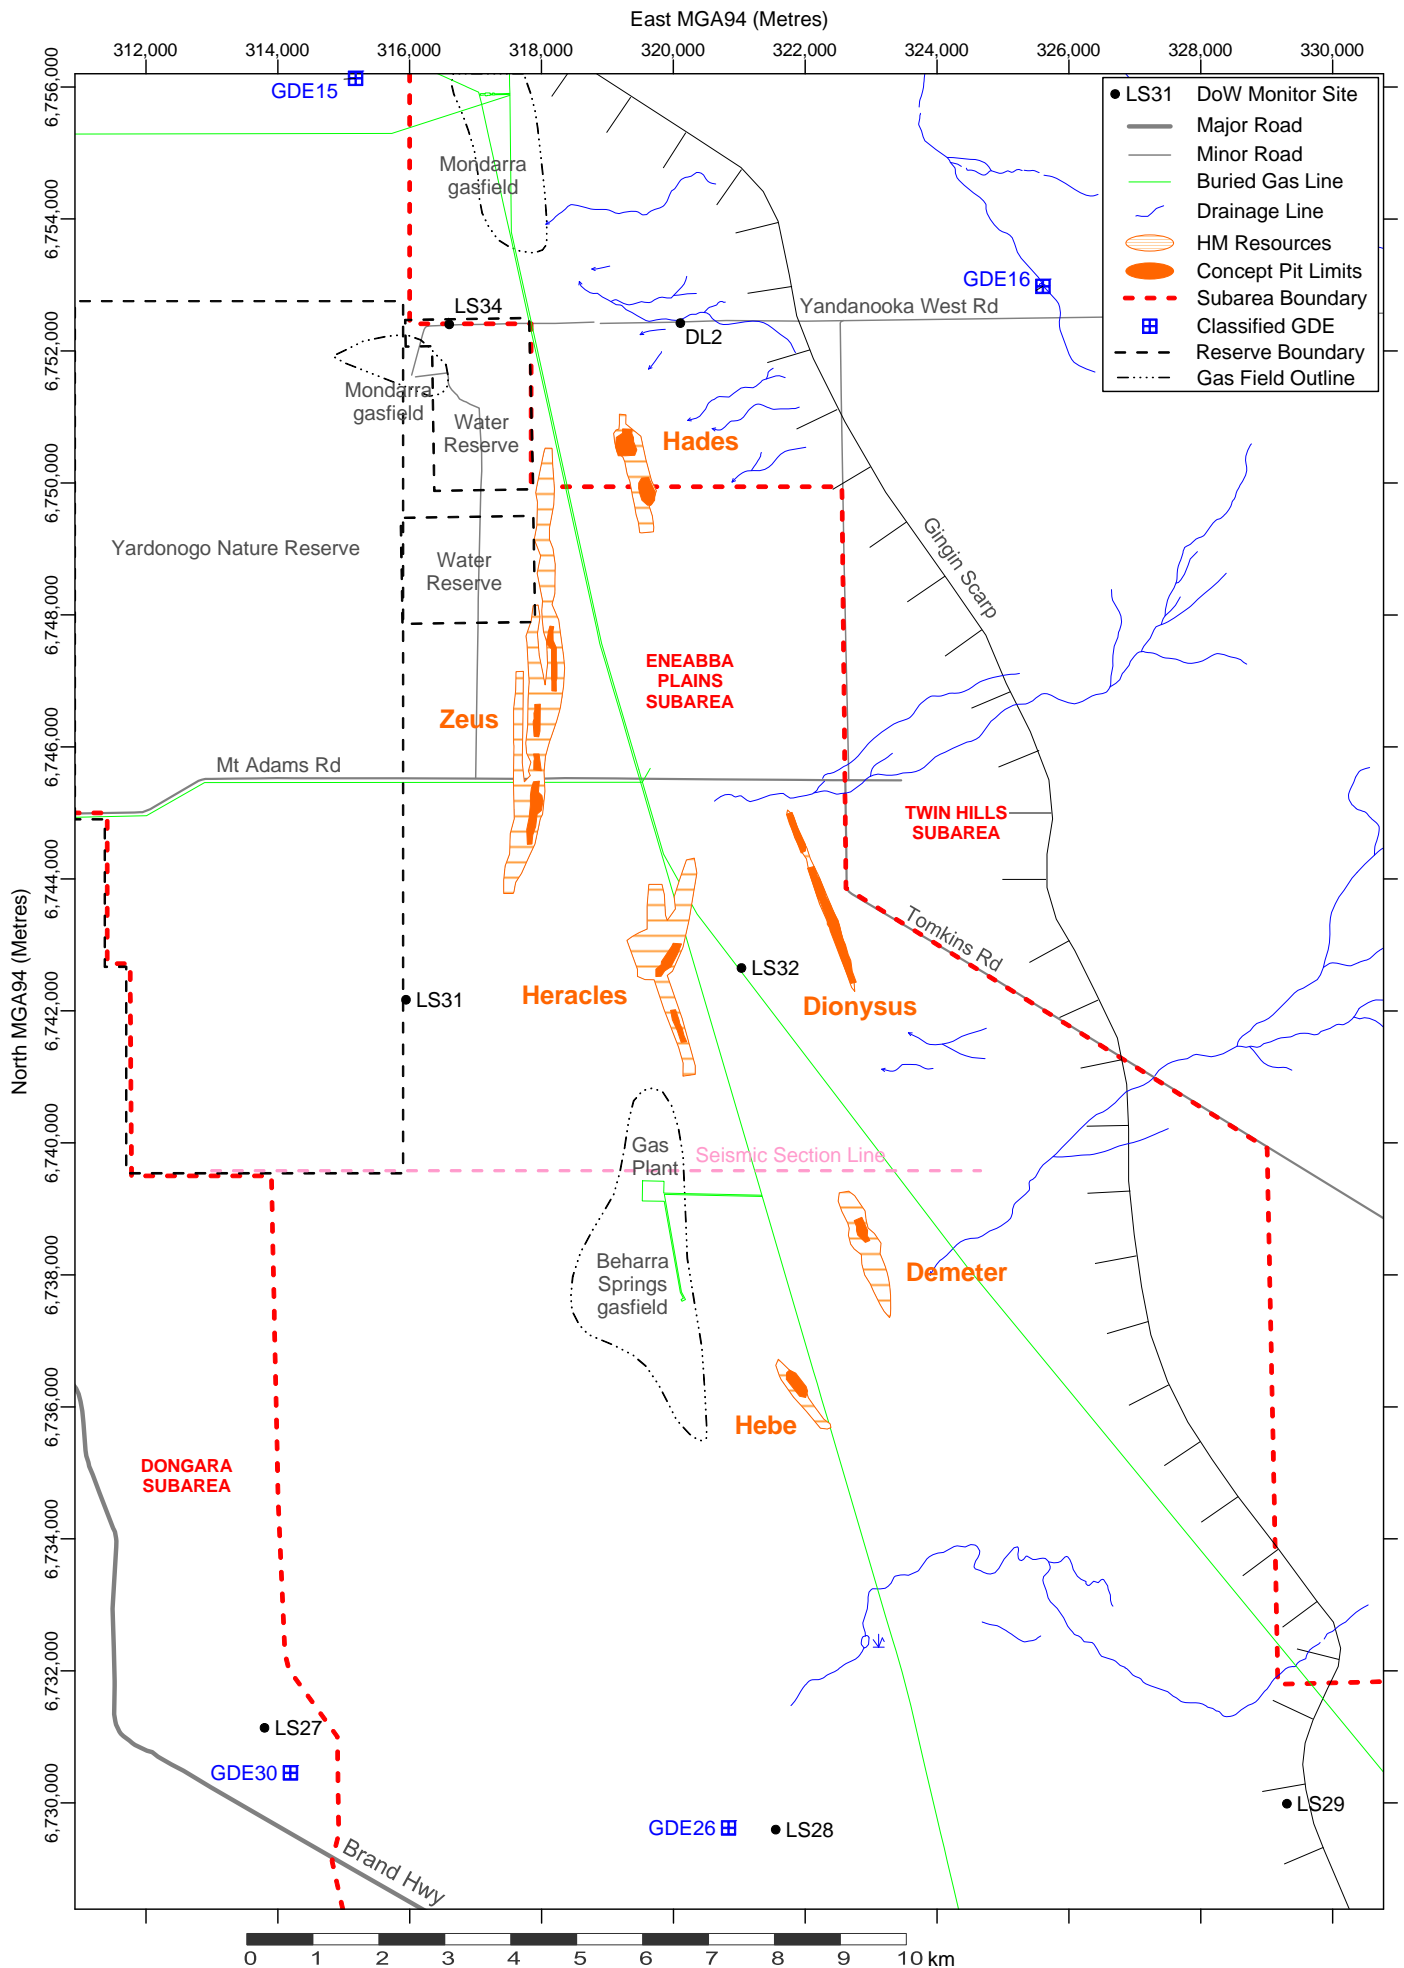 East MGA94 (Metres)
312,000
314,000
316,000
318,000
320,000
322,000
324,000
326,000
328,000
330,000
North MGA94 (Metres)
6,756,000
6,754,000
6,752,000
6,750,000
6,748,000
6,746,000
6,744,000
6,742,000
6,740,000
6,738,000
6,736,000
6,734,000
6,732,000
6,730,000
LS31 DoW Monitor Site
Major Road
Minor Road
Buried Gas Line
Drainage Line
HM Resources
Concept Pit Limits
Subarea Boundary
Classified GDE
Reserve Boundary
Gas Field Outline
GDE15
Mondarra
gasfield
GDE16
LS34
DL2
Yandanooka West Rd
Mondarra
gasfield
Water
Reserve
Hades
Yardonogo Nature Reserve
Water
Reserve
Gingin Scarp
ENEABBA
PLAINS
SUBAREA
Zeus
Mt Adams Rd
TWIN HILLS
SUBAREA
Tomkins Rd
LS32
LS31
Heracles
Dionysus
Gas
Plant
Seismic Section Line
Beharra
Springs
gasfield
Demeter
Hebe
DONGARA
SUBAREA
LS27
GDE30
GDE26
LS28
LS29
Brand Hwy
0 1 2 3 4 5 6 7 8 9 10 km